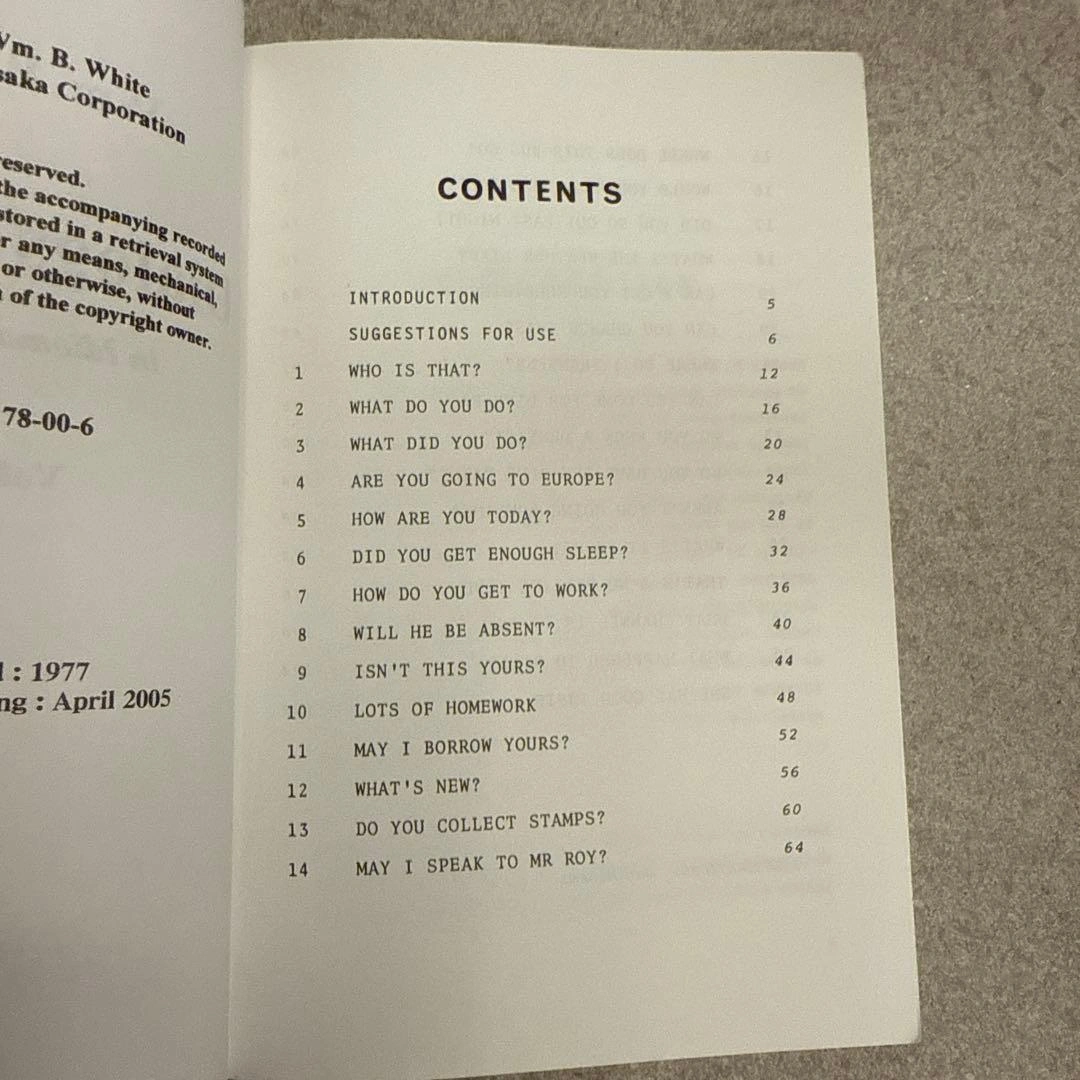 Wm. B. White
saka Corporation
reserved.
the accompanying recorded
stored in a retrieval system
r any means, mechanical,
or otherwise, without
of the copyright owner.
78-00-6
: 1977
ng : April 2005
CONTENTS
INTRODUCTION 5
SUGGESTIONS FOR USE 6
1 WHO IS THAT? 12
2 WHAT DO YOU DO? 16
3 WHAT DID YOU DO? 20
4 ARE YOU GOING TO EUROPE? 24
5 HOW ARE YOU TODAY? 28
6 DID YOU GET ENOUGH SLEEP? 32
7 HOW DO YOU GET TO WORK? 36
8 WILL HE BE ABSENT? 40
9 ISN'T THIS YOURS? 44
10 LOTS OF HOMEWORK 48
11 MAY I BORROW YOURS? 52
12 WHAT'S NEW? 56
13 DO YOU COLLECT STAMPS? 60
14 MAY I SPEAK TO MR ROY? 64